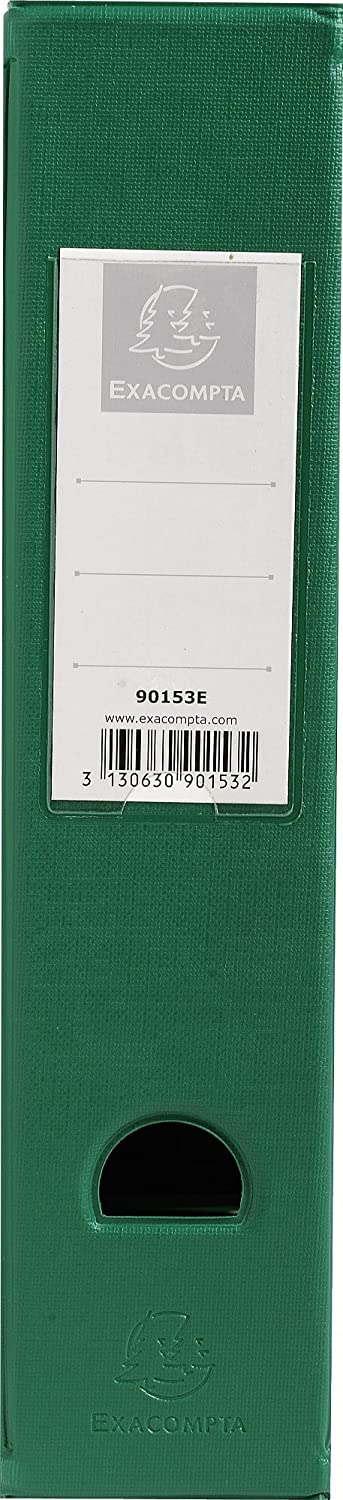 EXACOMPTA
90153E
www.exacompta.com
3 130630 901532
EXACOMPTA